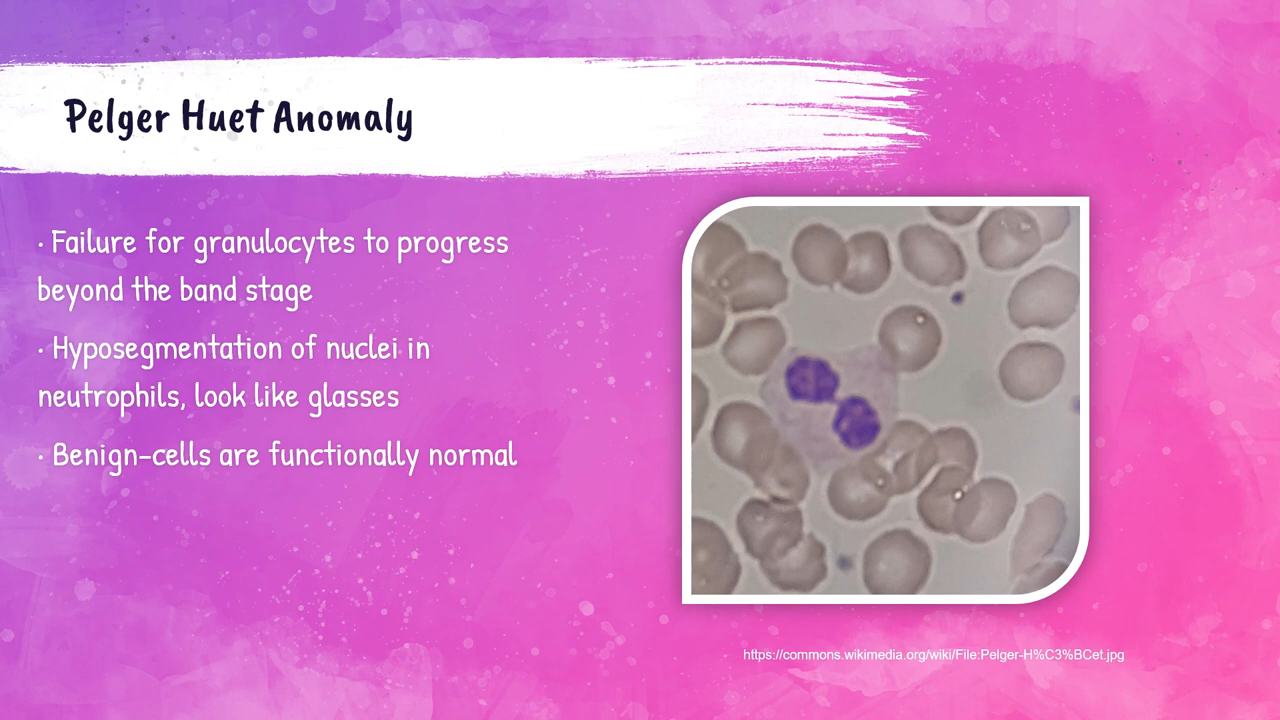 Pelger Huet Anomaly
· Failure for granulocytes to progress
beyond the band stage
· Hyposegmentation of nuclei in
neutrophils, look like glasses
· Benign-cells are functionally normal
https://commons.wikimedia.org/wiki/File:Pelger-H%C3%BCet.jpg